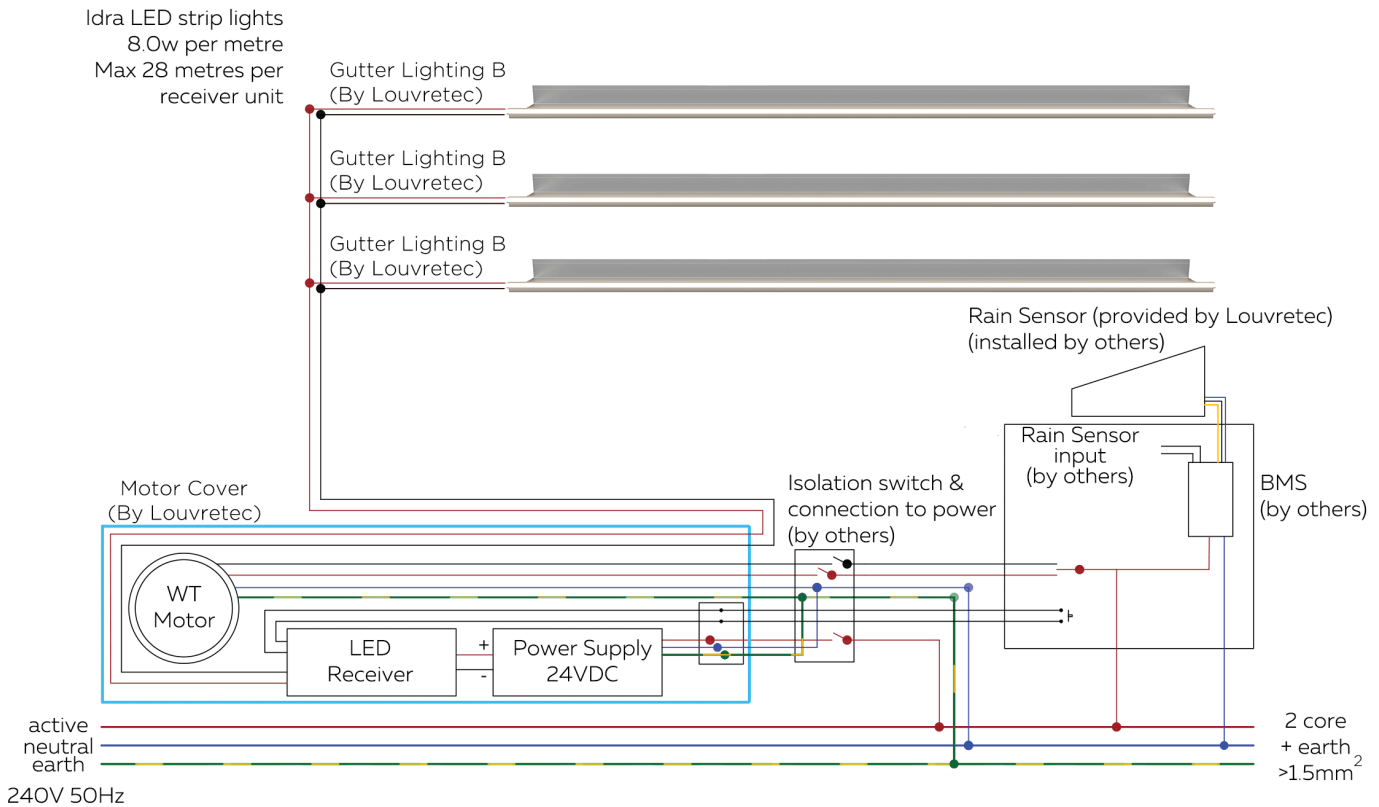 Idra LED strip lights
8.0w per metre
Max 28 metres per
receiver unit
Gutter Lighting B
(By Louvretec)
Gutter Lighting B
(By Louvretec)
Gutter Lighting B
(By Louvretec)
Rain Sensor (provided by Louvretec)
(installed by others)
Rain Sensor
input
(by others)
BMS
(by others)
Isolation switch &
connection to power
(by others)
Motor Cover
(By Louvretec)
WT
Motor
LED
Receiver
+
-
Power Supply
24VDC
active
neutral
earth
240V 50Hz
2 core
+ earth
>1.5mm²